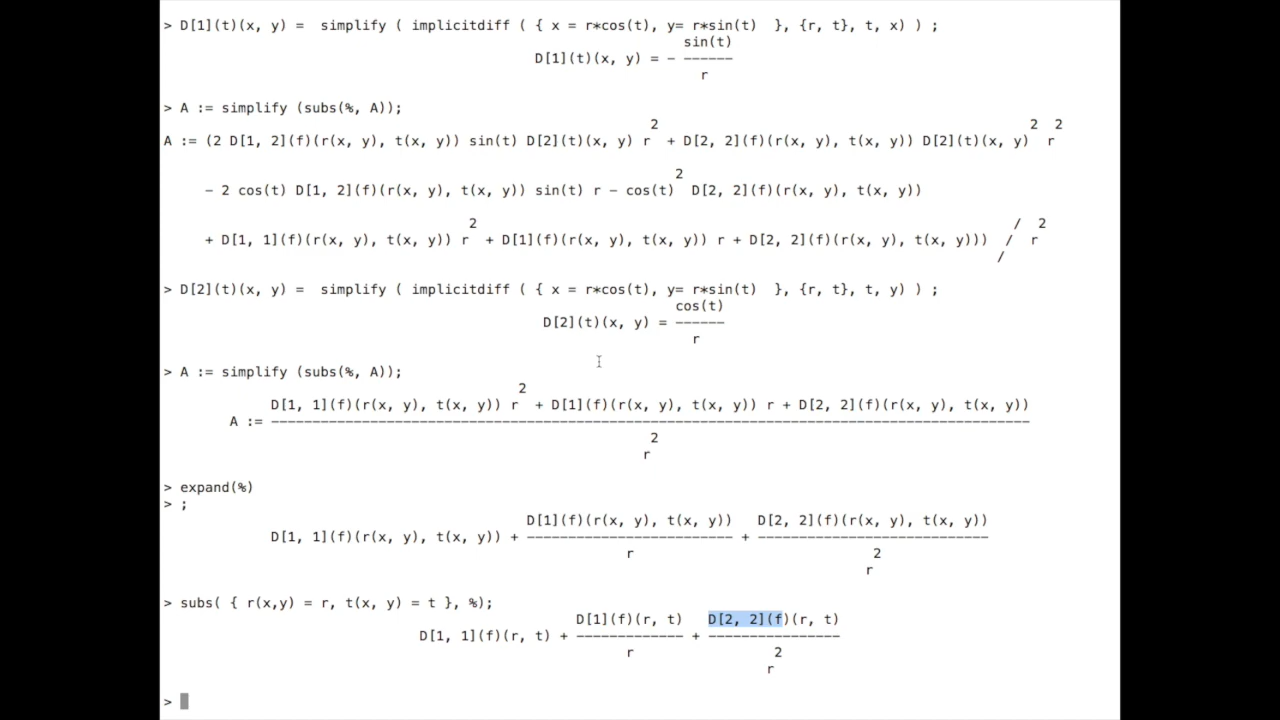 > D[1](t)(x, y) =  simplify ( implicitdiff ( { x = r*cos(t), y= r*sin(t)  }, {r, t}, t, x) ) ;
sin(t)
D[1](t)(x, y) = - ------
r
> A := simplify (subs(%, A));
2                                              2  2
A := (2 D[1, 2](f)(r(x, y), t(x, y)) sin(t) D[2](t)(x, y) r  + D[2, 2](f)(r(x, y), t(x, y)) D[2](t)(x, y)  r
2
- 2 cos(t) D[1, 2](f)(r(x, y), t(x, y)) sin(t) r - cos(t)  D[2, 2](f)(r(x, y), t(x, y))
2                                                                  /  2
+ D[1, 1](f)(r(x, y), t(x, y)) r  + D[1](f)(r(x, y), t(x, y)) r + D[2, 2](f)(r(x, y), t(x, y)))  /  r
/
> D[2](t)(x, y) =  simplify ( implicitdiff ( { x = r*cos(t), y= r*sin(t)  }, {r, t}, t, y) ) ;
cos(t)
D[2](t)(x, y) = ------
r
> A := simplify (subs(%, A));
2
D[1, 1](f)(r(x, y), t(x, y)) r  + D[1](f)(r(x, y), t(x, y)) r + D[2, 2](f)(r(x, y), t(x, y))
A := --------------------------------------------------------------------------------------------
2
r
> expand(%)
> ;
D[1](f)(r(x, y), t(x, y))   D[2, 2](f)(r(x, y), t(x, y))
D[1, 1](f)(r(x, y), t(x, y)) + ------------------------- + ----------------------------
r                              2
r
> subs( { r(x,y) = r, t(x, y) = t }, %);
D[1](f)(r, t)   D[2, 2](f)(r, t)
D[1, 1](f)(r, t) + ------------- + ----------------
r                2
r
>